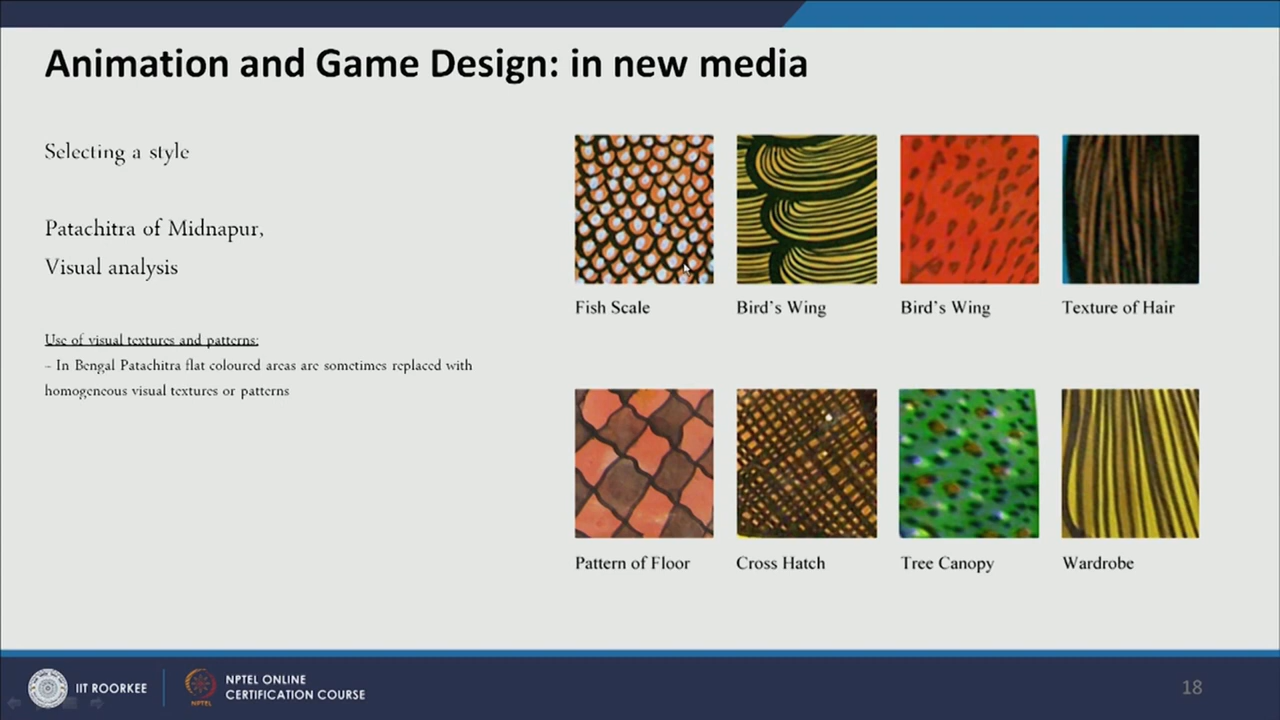 Animation and Game Design: in new media
Selecting a style
Patachitra of Midnapur,
Visual analysis
Use of visual textures and patterns:
– In Bengal Patachitra flat coloured areas are sometimes replaced with
homogeneous visual textures or patterns
Fish Scale
Bird's Wing
Bird's Wing
Texture of Hair
Pattern of Floor
Cross Hatch
Tree Canopy
Wardrobe
IIT ROORKEE
NPTEL
NPTEL ONLINE
CERTIFICATION COURSE
18